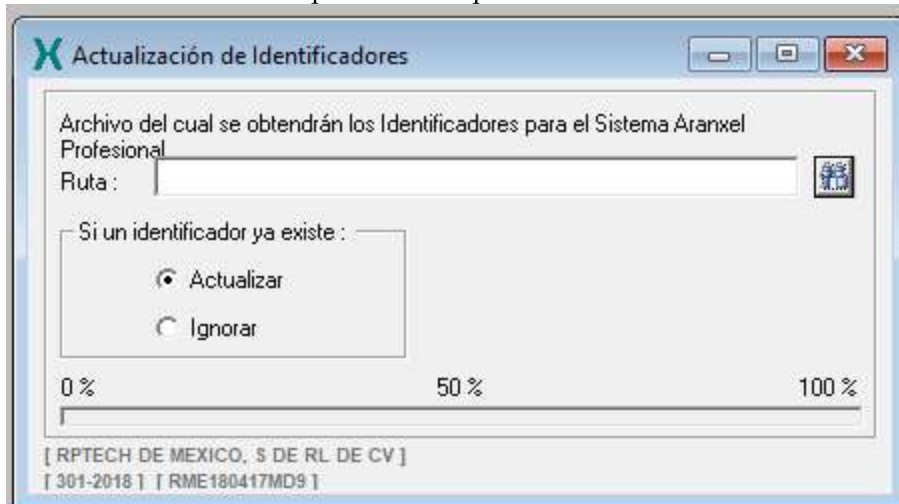 Actualización de Identificadores
Archivo del cual se obtendrán los Identificadores para el Sistema Aranxel
Profesional
Ruta :
Si un identificador ya existe :
Actualizar
Ignorar
0 % 50 % 100 %
[ RPTECH DE MEXICO, S DE RL DE CV ]
[ 301-2018 ] [ RME180417MD9 ]